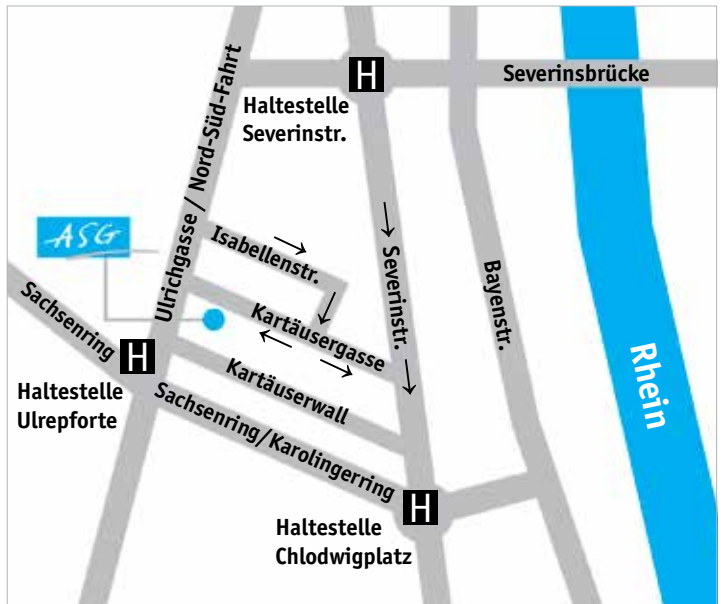 H
Severinsbrücke
Haltestelle
Severinstr.
Ulrichgasse / Nord-Süd-Fahrt
ASG
Isabellenstr.
Severinstr.
Bayenstr.
Sachsenring
Kartäusergasse
Rhein
H
Kartäuserwall
Haltestelle
Ulrepforte
Sachsenring/Karolingerring
H
Haltestelle
Chlodwigplatz